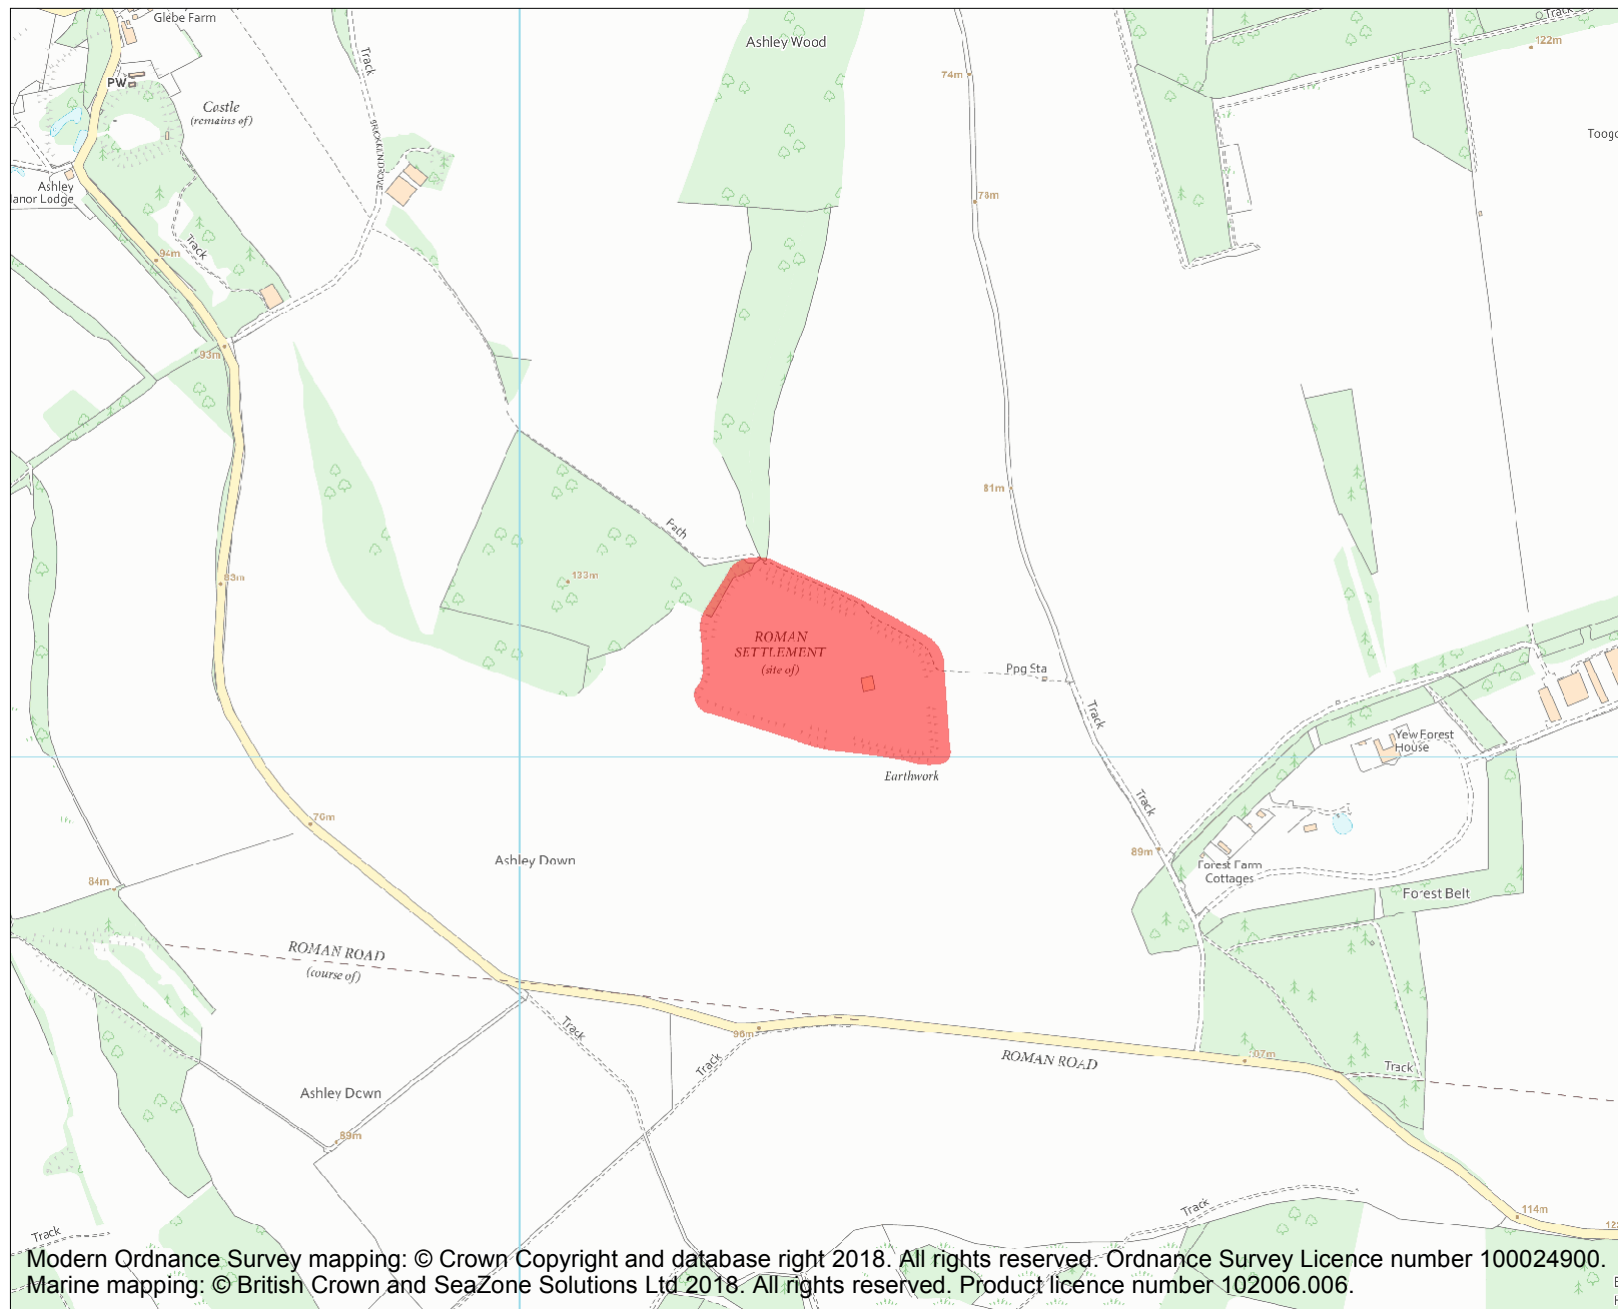 Glebe Farm
Track
Ashley Wood
74m
Track
122m
PW
Castle
(remains of)
BRICKKEN DROVE
Ashley
Manor Lodge
78m
Track
94m
93m
81m
Path
83m
133m
ROMAN
SETTLEMENT
(site of)
Ppg Sta
Track
Yew Forest
House
Earthwork
Track
76m
Ashley Down
89m
Forest Farm
Cottages
84m
Forest Belt
ROMAN ROAD
(course of)
Track
96m
Track
ROMAN ROAD
Track
Ashley Down
89m
Track
114m
Track
Modern Ordnance Survey mapping: © Crown Copyright and database right 2018. All rights reserved. Ordnance Survey Licence number 100024900.
Marine mapping: © British Crown and SeaZone Solutions Ltd 2018. All rights reserved. Product licence number 102006.006.